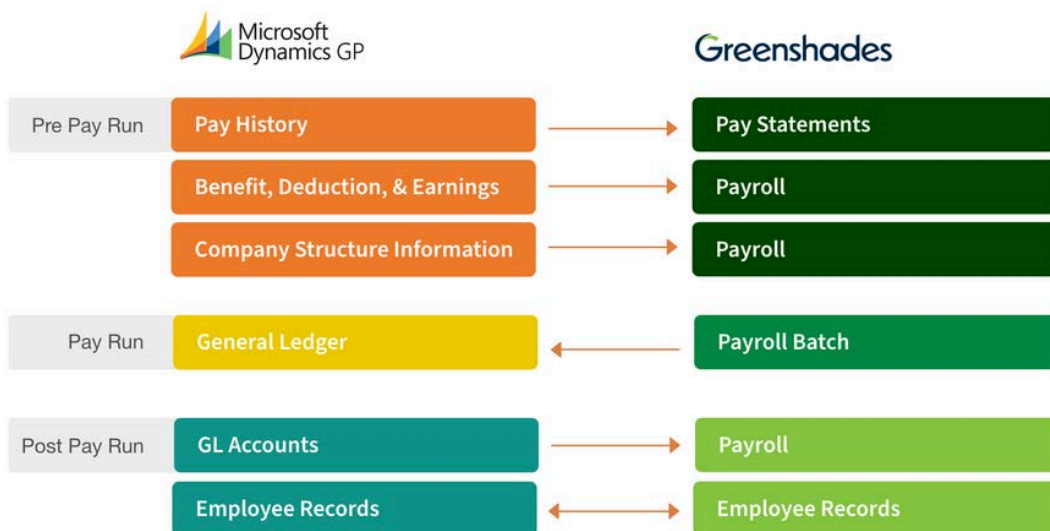 Microsoft
Dynamics GP
Greenshades
Pre Pay Run
Pay History
Pay Statements
Benefit, Deduction, & Earnings
Payroll
Company Structure Information
Payroll
Pay Run
General Ledger
Payroll Batch
Post Pay Run
GL Accounts
Payroll
Employee Records
Employee Records